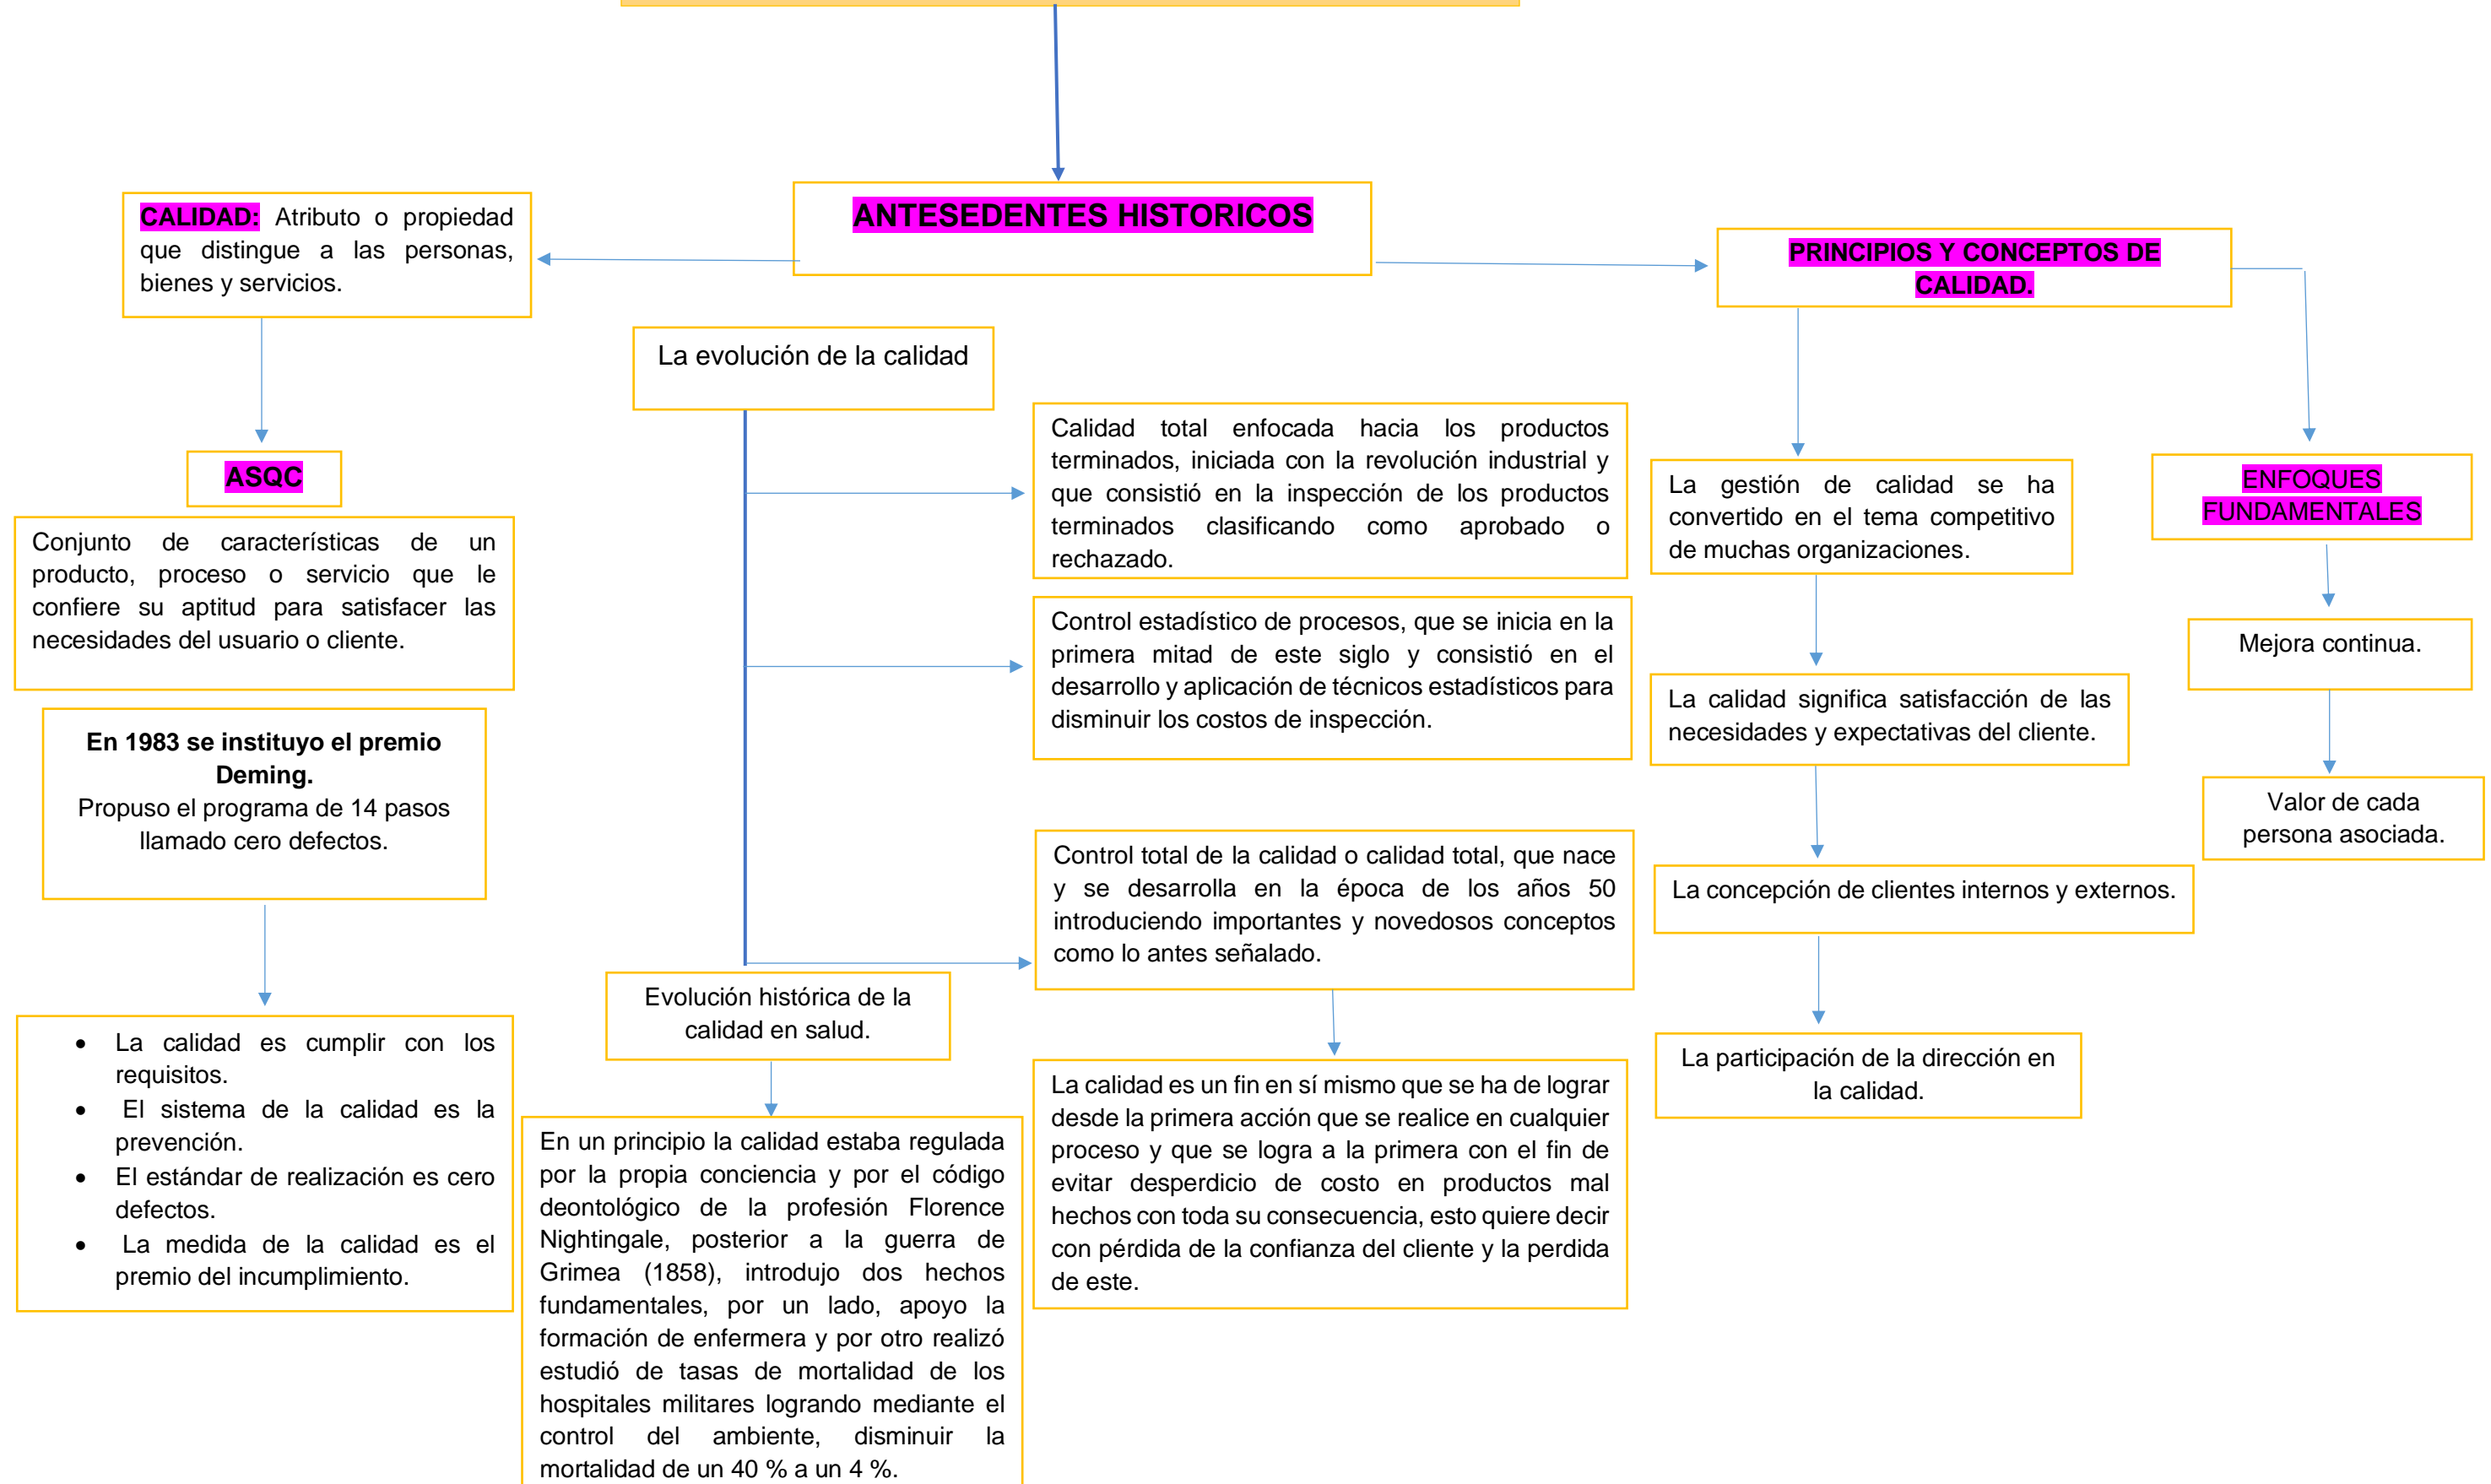 ANTESEDENTES HISTORICOS
CALIDAD: Atributo o propiedad
que distingue a las personas,
bienes y servicios.
ASQC
Conjunto de características de un
producto, proceso o servicio que le
confiere su aptitud para satisfacer las
necesidades del usuario o cliente.
En 1983 se instituyo el premio
Deming.
Propuso el programa de 14 pasos
llamado cero defectos.
• La calidad es cumplir con los
requisitos.
• El sistema de la calidad es la
prevención.
• El estándar de realización es cero
defectos.
• La medida de la calidad es el
premio del incumplimiento.
La evolución de la calidad
Calidad total enfocada hacia los productos
terminados, iniciada con la revolución industrial y
que consistió en la inspección de los productos
terminados clasificando como aprobado o
rechazado.
Control estadístico de procesos, que se inicia en la
primera mitad de este siglo y consistió en el
desarrollo y aplicación de técnicos estadísticos para
disminuir los costos de inspección.
Control total de la calidad o calidad total, que nace
y se desarrolla en la época de los años 50
introduciendo importantes y novedosos conceptos
como lo antes señalado.
La calidad es un fin en sí mismo que se ha de lograr
desde la primera acción que se realice en cualquier
proceso y que se logra a la primera con el fin de
evitar desperdicio de costo en productos mal
hechos con toda su consecuencia, esto quiere decir
con pérdida de la confianza del cliente y la perdida
de este.
Evolución histórica de la
calidad en salud.
En un principio la calidad estaba regulada
por la propia conciencia y por el código
deontológico de la profesión Florence
Nightingale, posterior a la guerra de
Grimea (1858), introdujo dos hechos
fundamentales, por un lado, apoyo la
formación de enfermera y por otro realizó
estudió de tasas de mortalidad de los
hospitales militares logrando mediante el
control del ambiente, disminuir la
mortalidad de un 40 % a un 4 %.
PRINCIPIOS Y CONCEPTOS DE
CALIDAD.
La gestión de calidad se ha
convertido en el tema competitivo
de muchas organizaciones.
La calidad significa satisfacción de las
necesidades y expectativas del cliente.
La concepción de clientes internos y externos.
La participación de la dirección en
la calidad.
ENFOQUES
FUNDAMENTALES
Mejora continua.
Valor de cada
persona asociada.